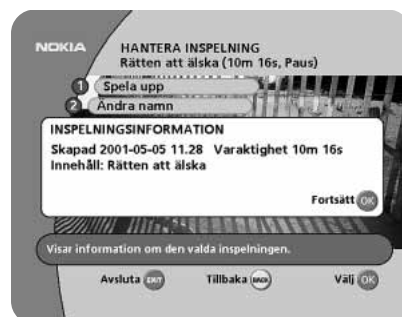 NOKIA
HANTERA INSPELNING
Rätten att älska (10m 16s, Paus)
1 Spela upp
2 Ändra namn
INSPELNINGSINFORMATION
Skapad 2001-05-05 11.28 Varaktighet 10m 16s
Innehåll: Rätten att älska
Fortsätt OK
Visar information om den valda inspelningen.
Avsluta EXIT Tillbaka BACK Välj OK